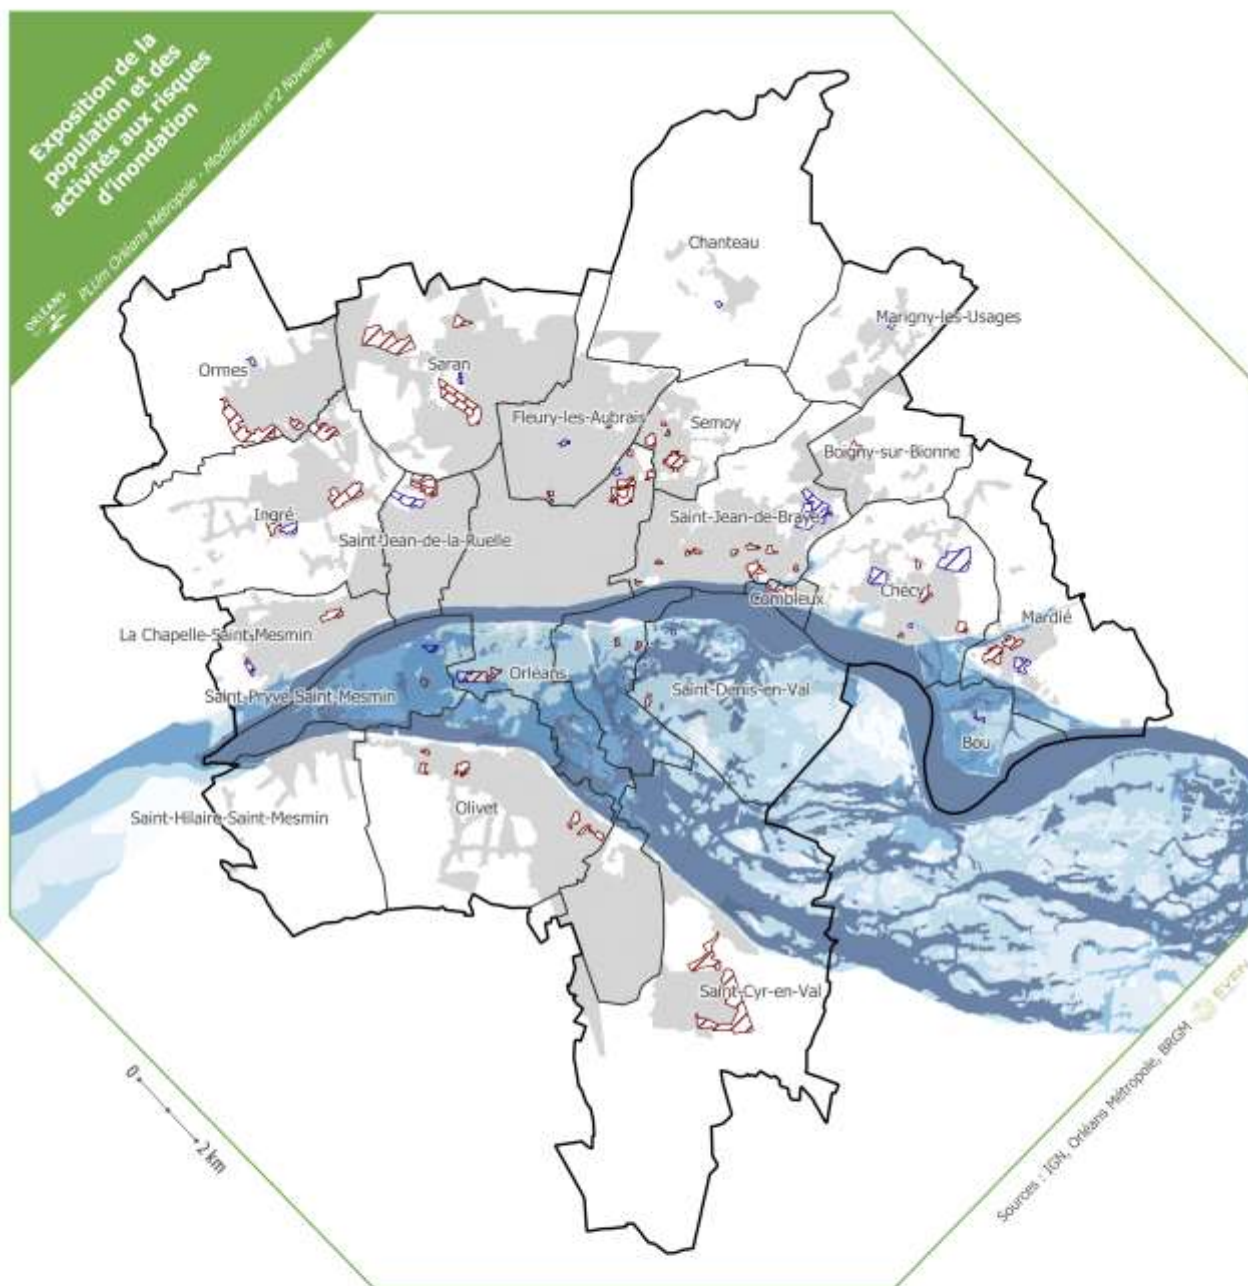 Exposition de la
population et des
activités aux risques
d'inondation
PLUm Orléans Métropole - Modification n°2 Novembre
ORLÉANS
Chanteau
Marigny-les-Usages
Ormes
Saran
Fleury-les-Aubrais
Semoy
Boigny-sur-Bionne
Ingré
Saint-Jean-de-la-Ruelle
Saint-Jean-de-Braye
Combleux
Chécy
Mardié
La Chapelle-Saint-Mesmin
Saint-Pryvé-Saint-Mesmin
Orléans
Saint-Denis-en-Val
Bou
Saint-Hilaire-Saint-Mesmin
Olivet
Saint-Cyr-en-Val
0
2 km
Sources : IGN, Orléans Métropole, BRGM
EVEN